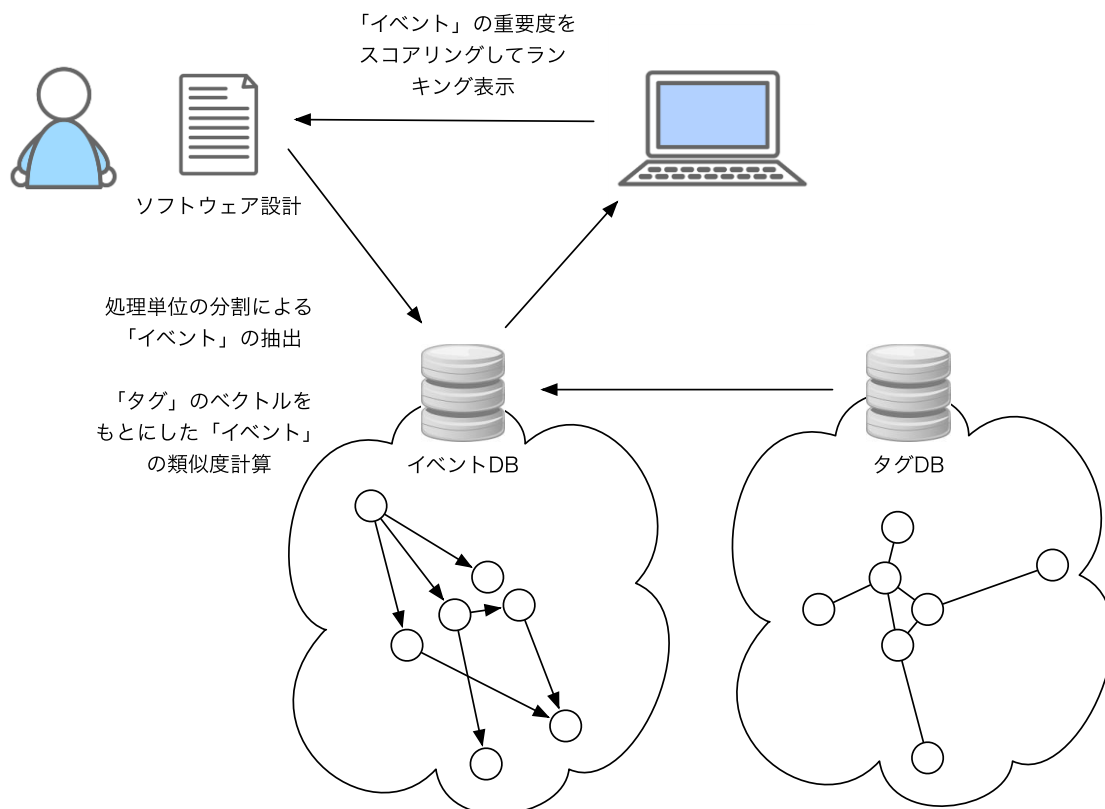 「イベント」の重要度を
スコアリングしてラン
キング表示
ソフトウェア設計
処理単位の分割による
「イベント」の抽出
「タグ」のベクトルを
もとにした「イベント」
の類似度計算
イベントDB
タグDB